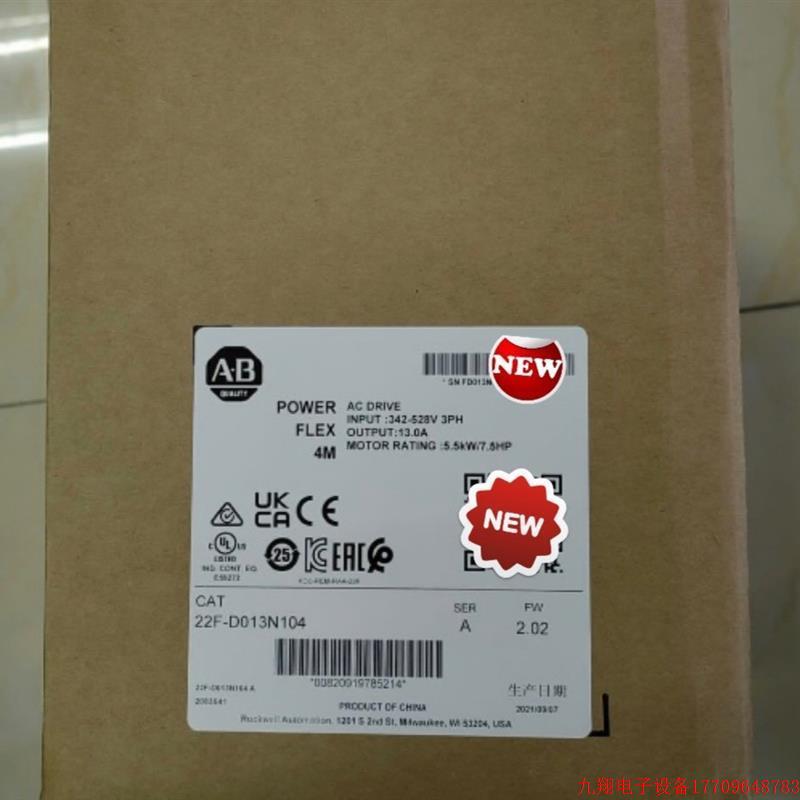 A-B
QUALITY
NEW
* SN FD013N
POWER
FLEX
4M
AC DRIVE
INPUT :342-528V 3PH
OUTPUT:13.0A
MOTOR RATING :5.5kW/7.5HP
UK
CA
CE
NEW
C UL US
LISTED
IND. CONT. EQ.
E59272
25
EAC
CAT
22F-D013N104
SER
A
FW
2.02
*00820919785214*
22F-D013N104 A
生产日期
2021/09/07
PRODUCT OF CHINA
Rockwell Automation, 1201 S 2nd St, Milwaukee, WI 53204, USA
九翔电子设备17709648783